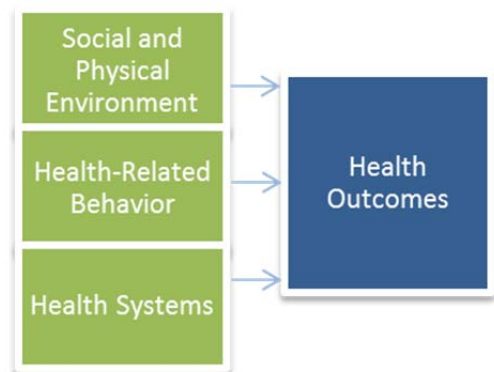 Social and
Physical
Environment
Health-Related
Behavior
Health Systems
Health
Outcomes